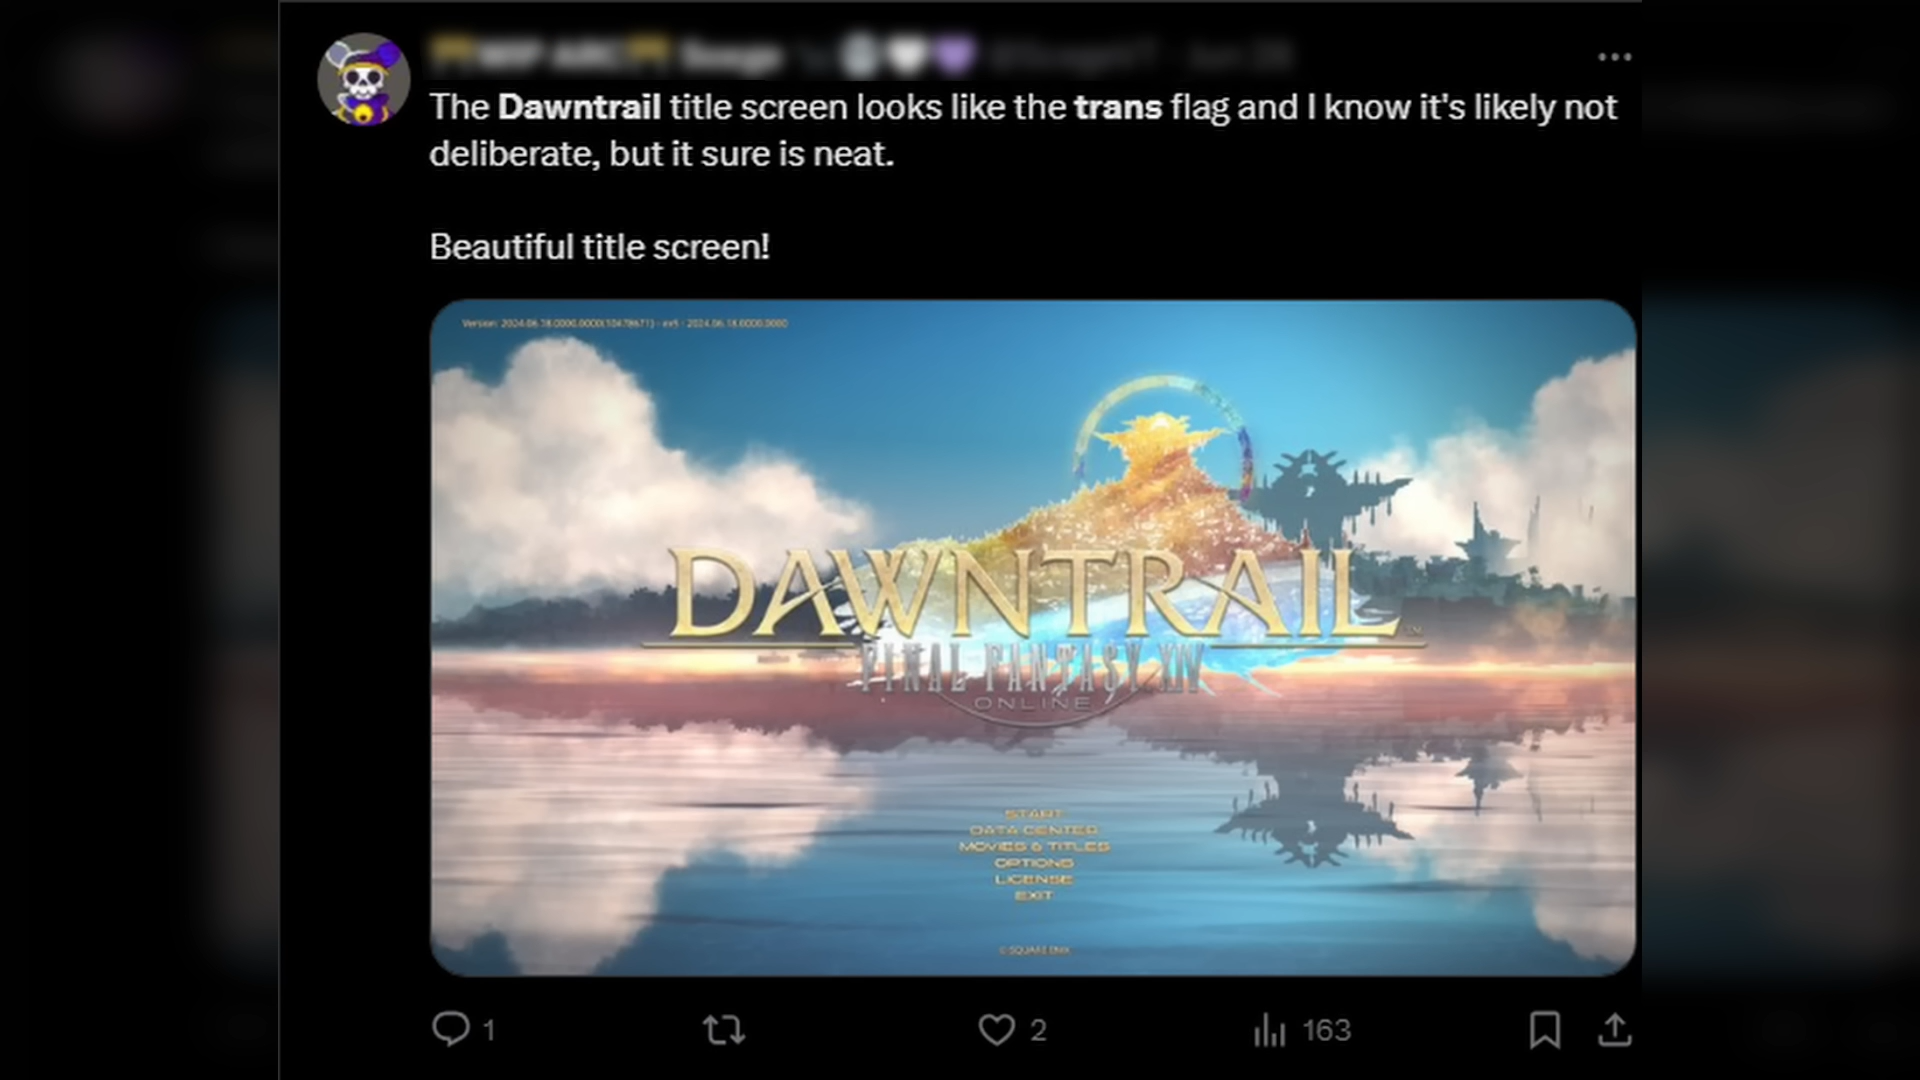 The Dawntrail title screen looks like the trans flag and I know it's likely not
deliberate, but it sure is neat.
Beautiful title screen!
DAWNTRAIL
FINAL FANTASY XIV
ONLINE
START
DATA CENTER
MOVIES & TITLES
OPTIONS
LICENSE
EXIT
© SQUARE ENIX
1
2
163